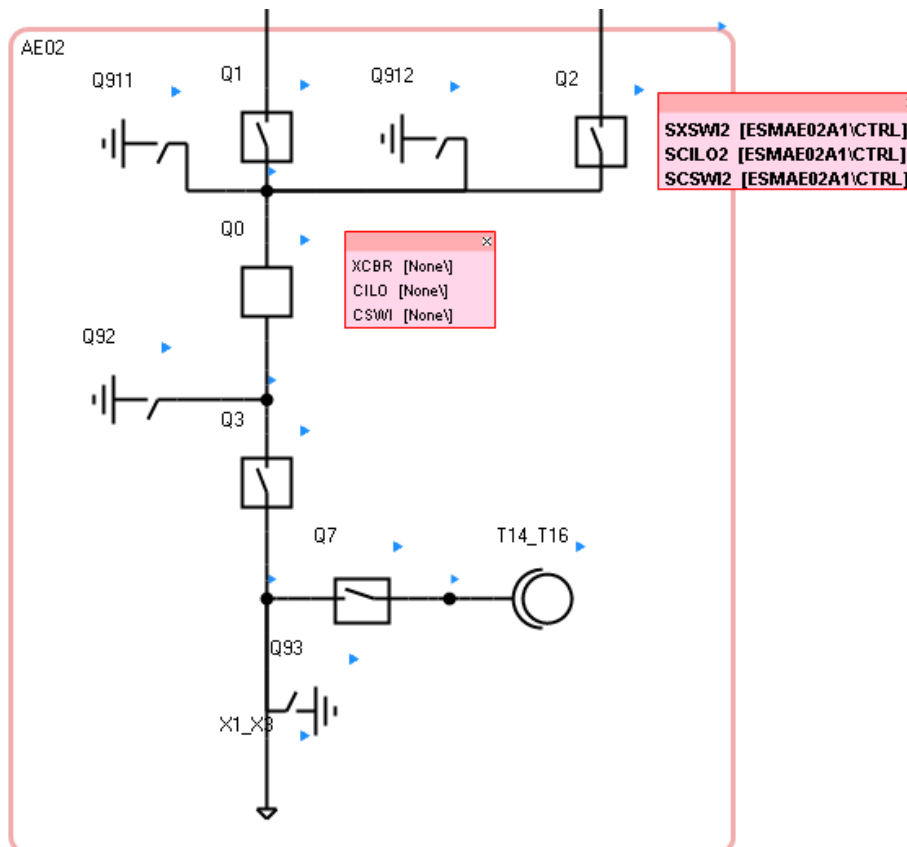 AE02
Q911
Q1
Q912
Q2
SXSWI2 [ESMAE02A1\CTRL]
SCILO2 [ESMAE02A1\CTRL]
SCSWI2 [ESMAE02A1\CTRL]
Q0
XCBR [None\]
CILO [None\]
CSWI [None\]
Q92
Q3
Q7
T14_T16
Q93
X1_X3